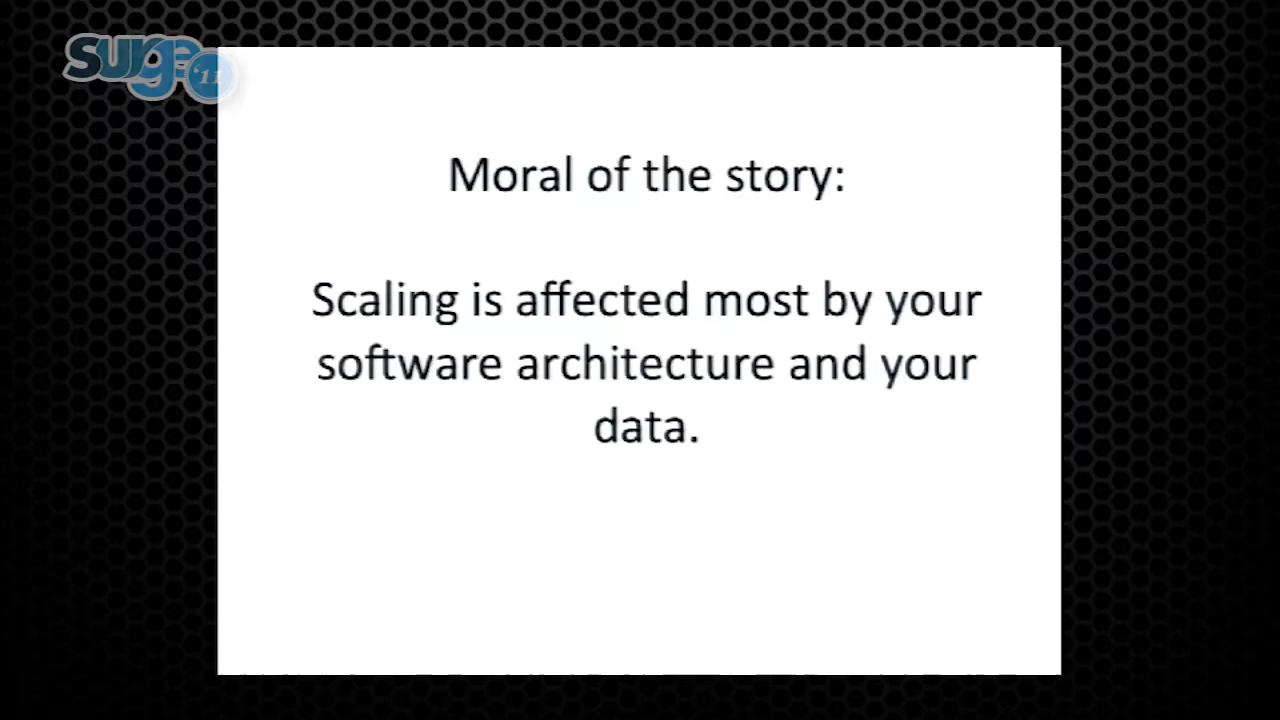 surge '11
Moral of the story:
Scaling is affected most by your
software architecture and your
data.